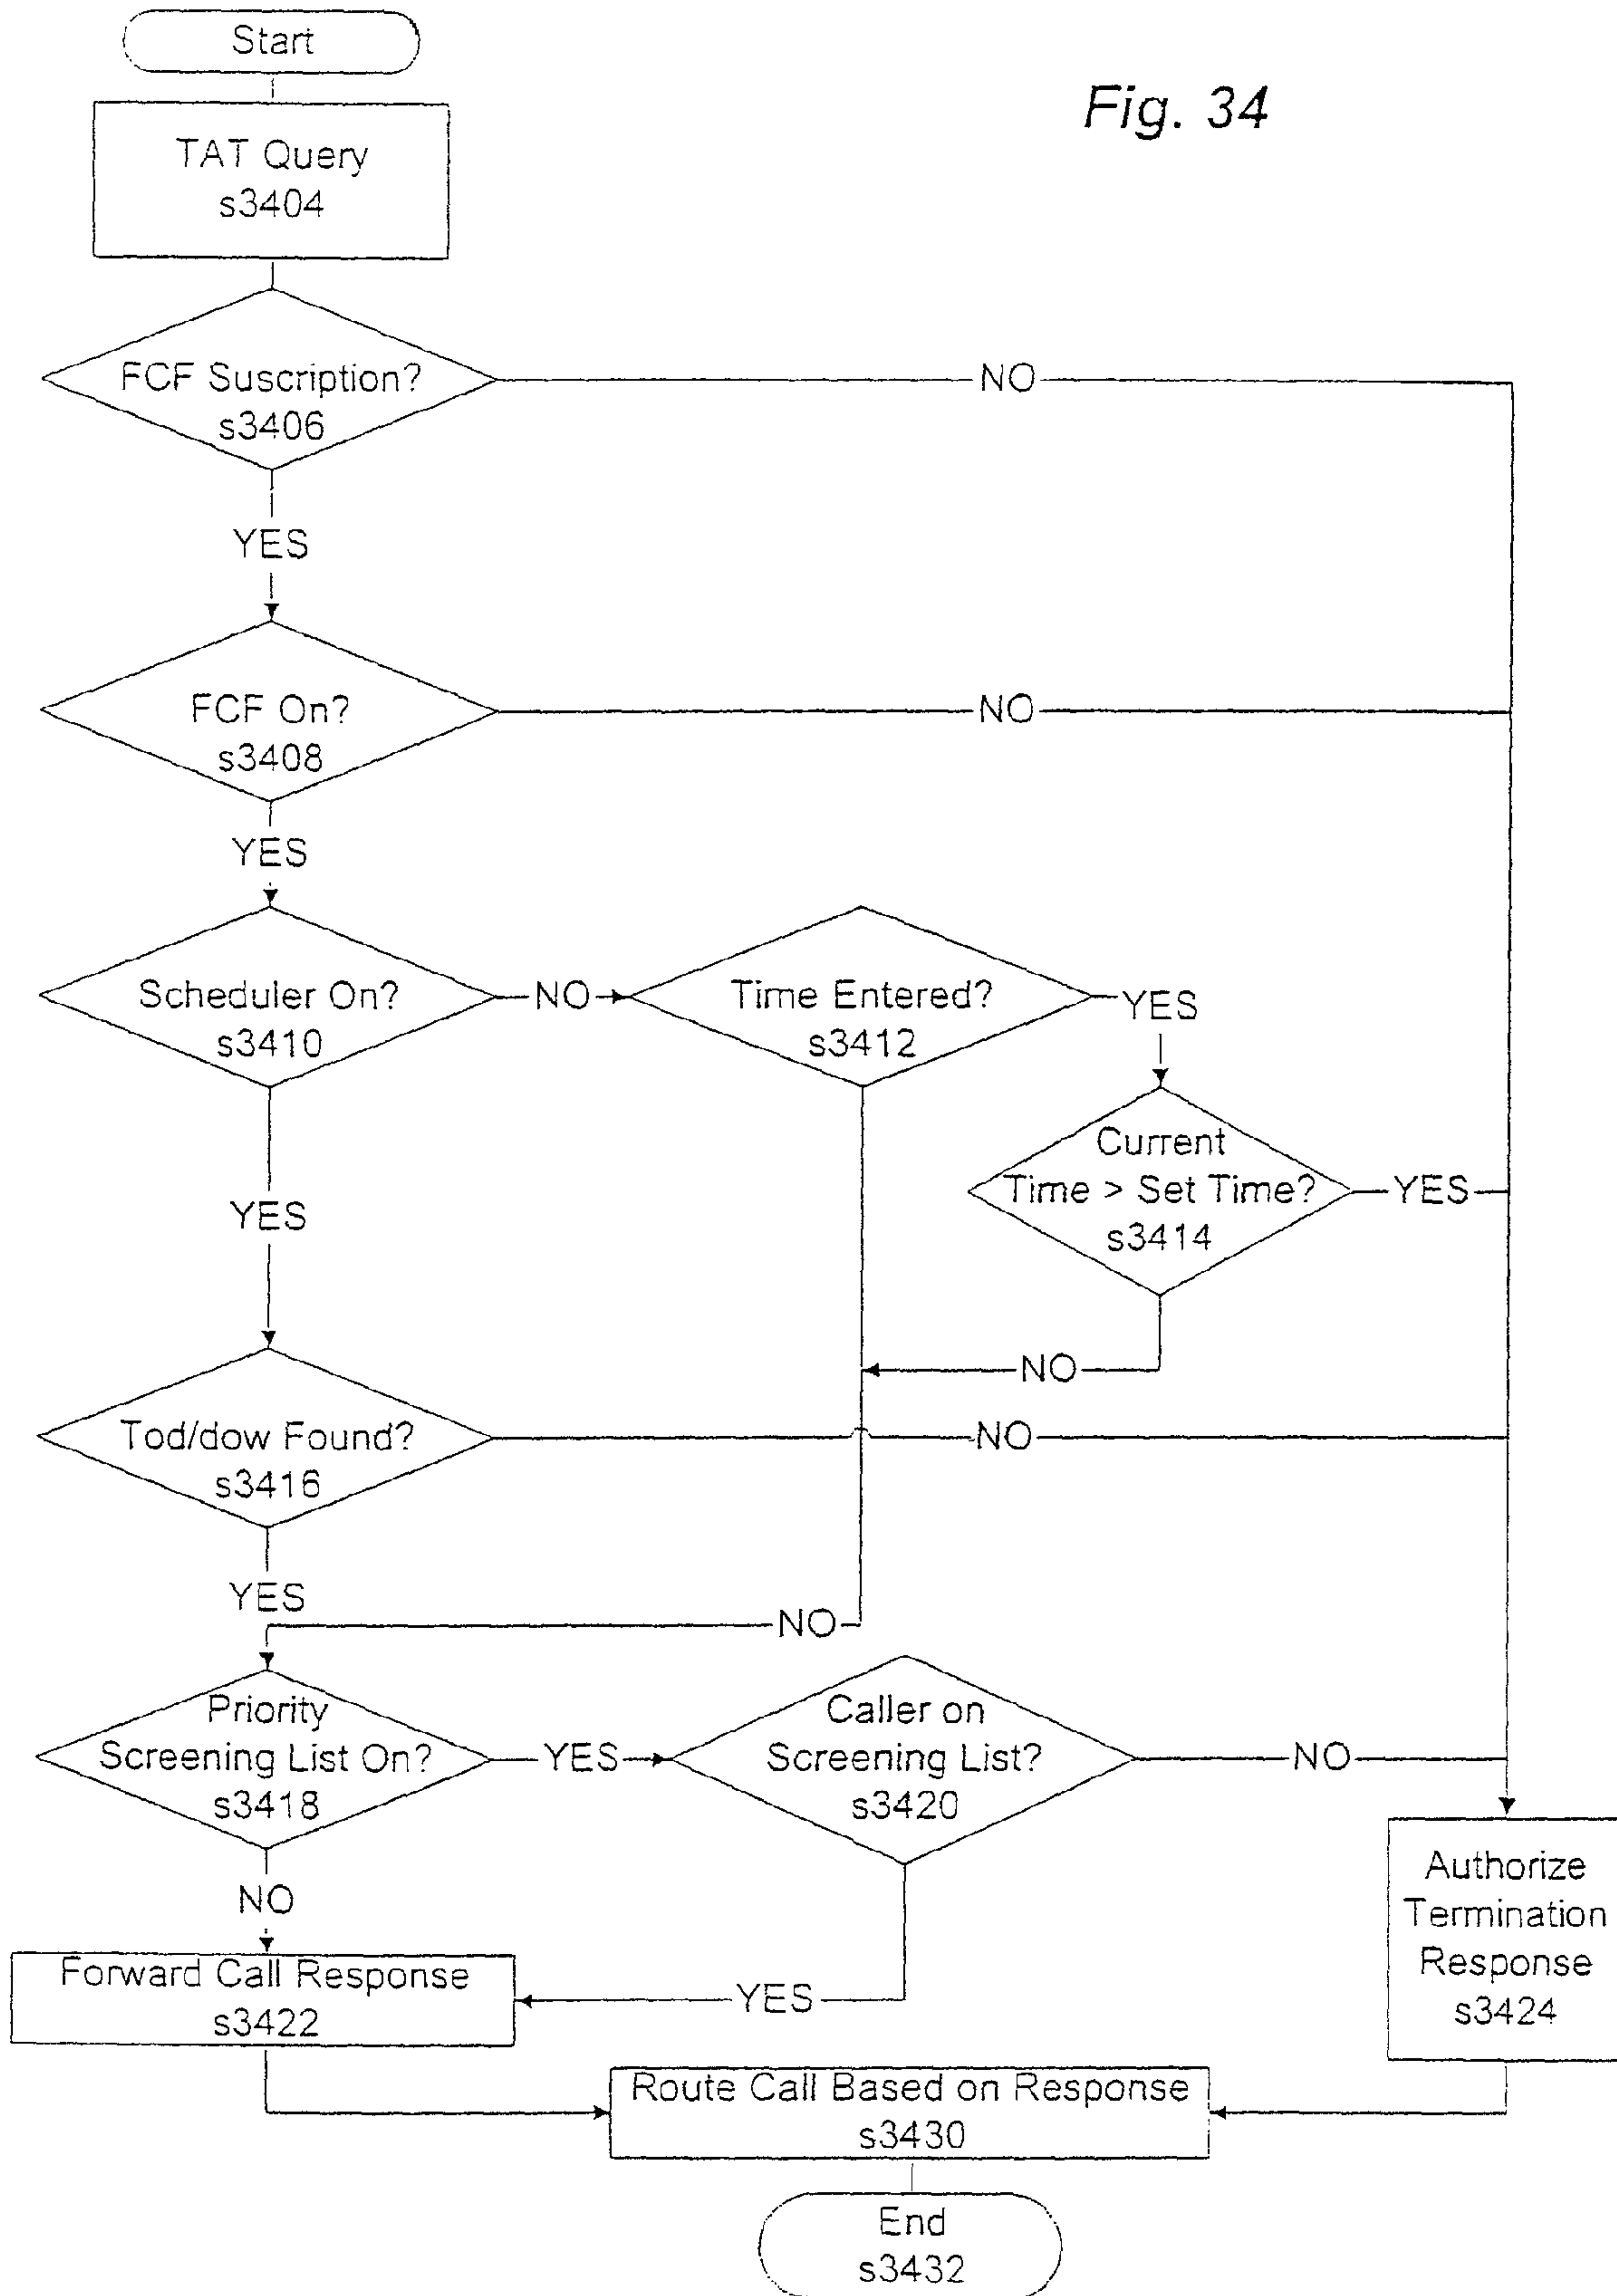 Start
Fig. 34
TAT Query
s3404
FCF Suscription?
s3406
NO
YES
FCF On?
s3408
NO
YES
Scheduler On?
s3410
NO
Time Entered?
s3412
YES
Current
Time > Set Time?
s3414
YES
YES
NO
Tod/dow Found?
s3416
NO
YES
NO
Priority
Screening List On?
s3418
YES
Caller on
Screening List?
s3420
NO
Authorize
Termination
Response
s3424
NO
Forward Call Response
s3422
YES
Route Call Based on Response
s3430
End
s3432